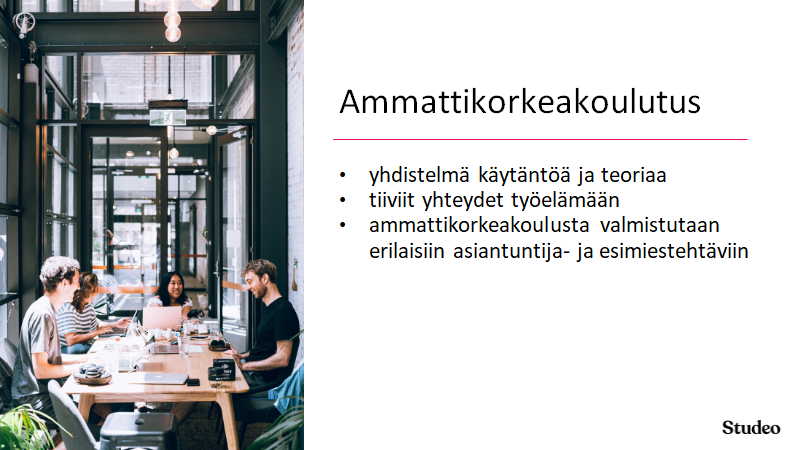 Ammattikorkeakoulutus
• yhdistelmä käytäntöä ja teoriaa
• tiiviit yhteydet työelämään
• ammattikorkeakoulusta valmistutaan
erilaisiin asiantuntija- ja esimiestehtäviin
Studeo